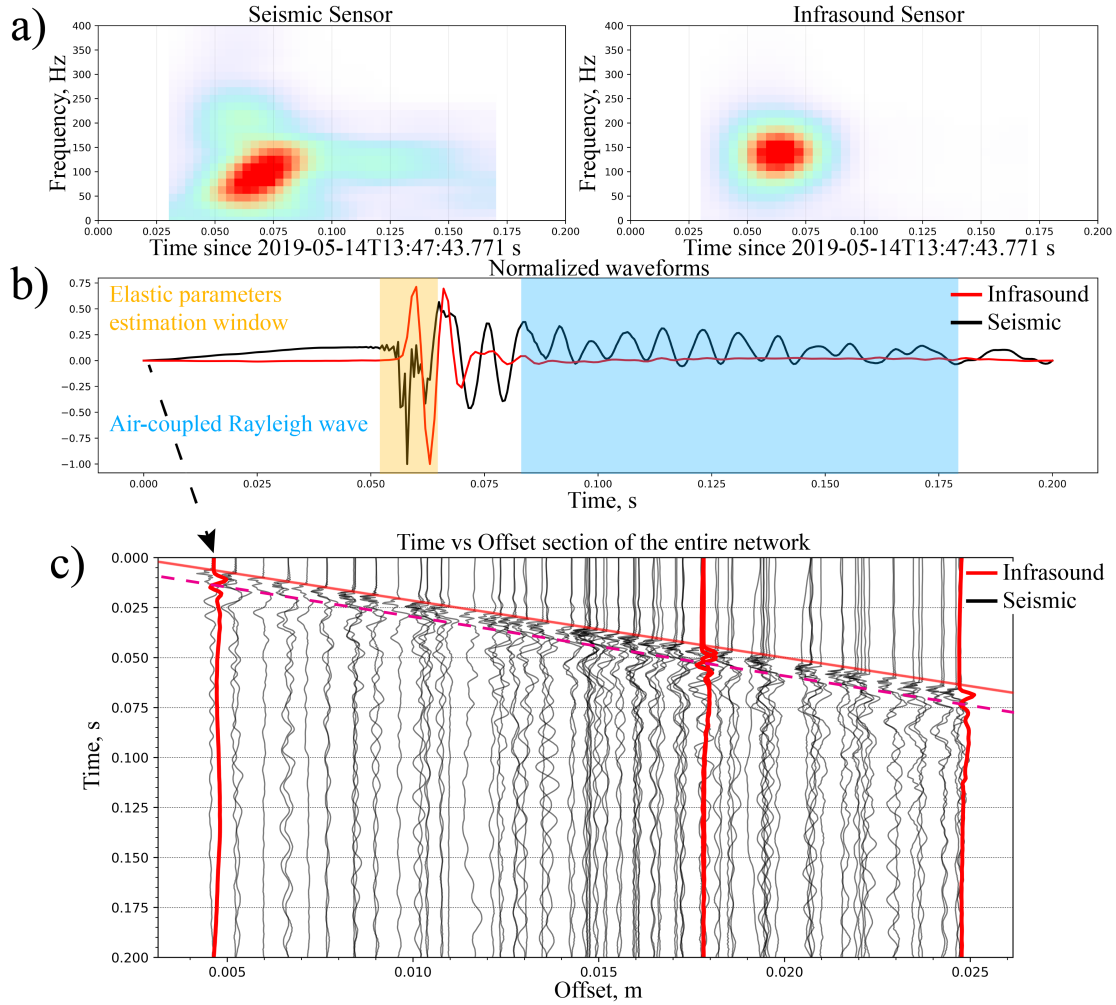 a)
Seismic Sensor
Infrasound Sensor
Frequency, Hz
400
350
300
250
200
150
100
50
0
0.000 0.025 0.050 0.075 0.100 0.125 0.150 0.175 0.200
Time since 2019-05-14T13:47:43.771 s
Frequency, Hz
400
350
300
250
200
150
100
50
0
0.000 0.025 0.050 0.075 0.100 0.125 0.150 0.175 0.200
Time since 2019-05-14T13:47:43.771 s
b)
Normalized waveforms
0.75
0.50
0.25
0.00
-0.25
-0.50
-0.75
-1.00
Elastic parameters
estimation window
Air-coupled Rayleigh wave
Infrasound
Seismic
0.000 0.025 0.050 0.075 0.100 0.125 0.150 0.175 0.200
Time, s
c)
Time vs Offset section of the entire network
Infrasound
Seismic
Time, s
0.000
0.025
0.050
0.075
0.100
0.125
0.150
0.175
0.200
0.005 0.010 0.015 0.020 0.025
Offset, m